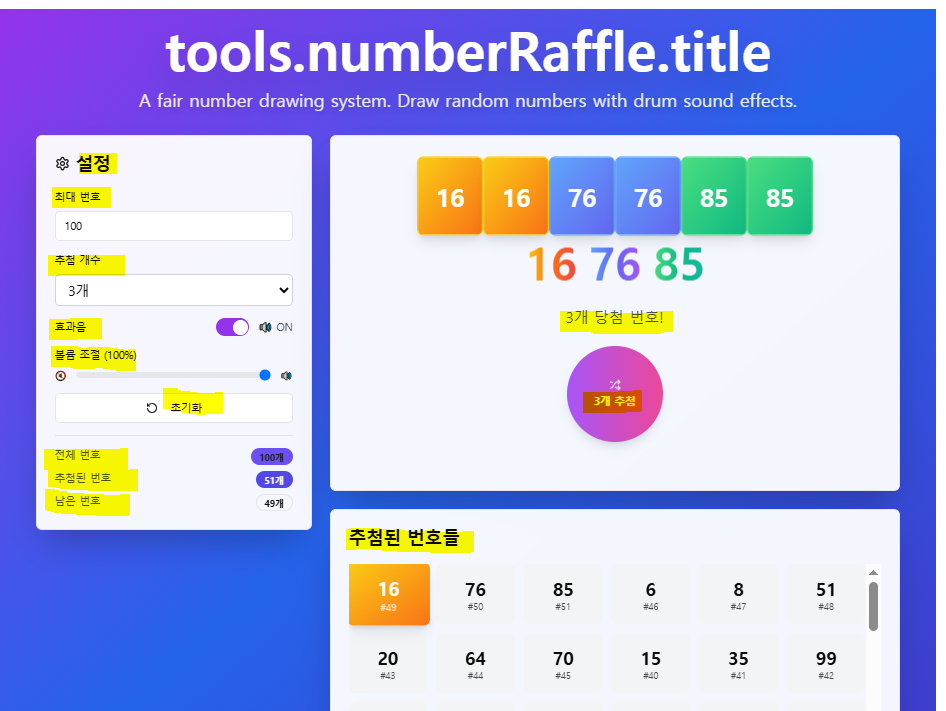 tools.numberRaffle.title
A fair number drawing system. Draw random numbers with drum sound effects.
설정
최대 번호
100
추첨 개수
3개
효과음 ON
볼륨 조절 (100%)
초기화
전체 번호 100개
추첨된 번호 51개
남은 번호 49개
16 16 76 76 85 85
16 76 85
3개 당첨 번호!
3개 추첨
추첨된 번호들
16 76 85 6 8 51
#49 #50 #51 #46 #47 #48
20 64 70 15 35 99
#43 #44 #45 #40 #41 #42